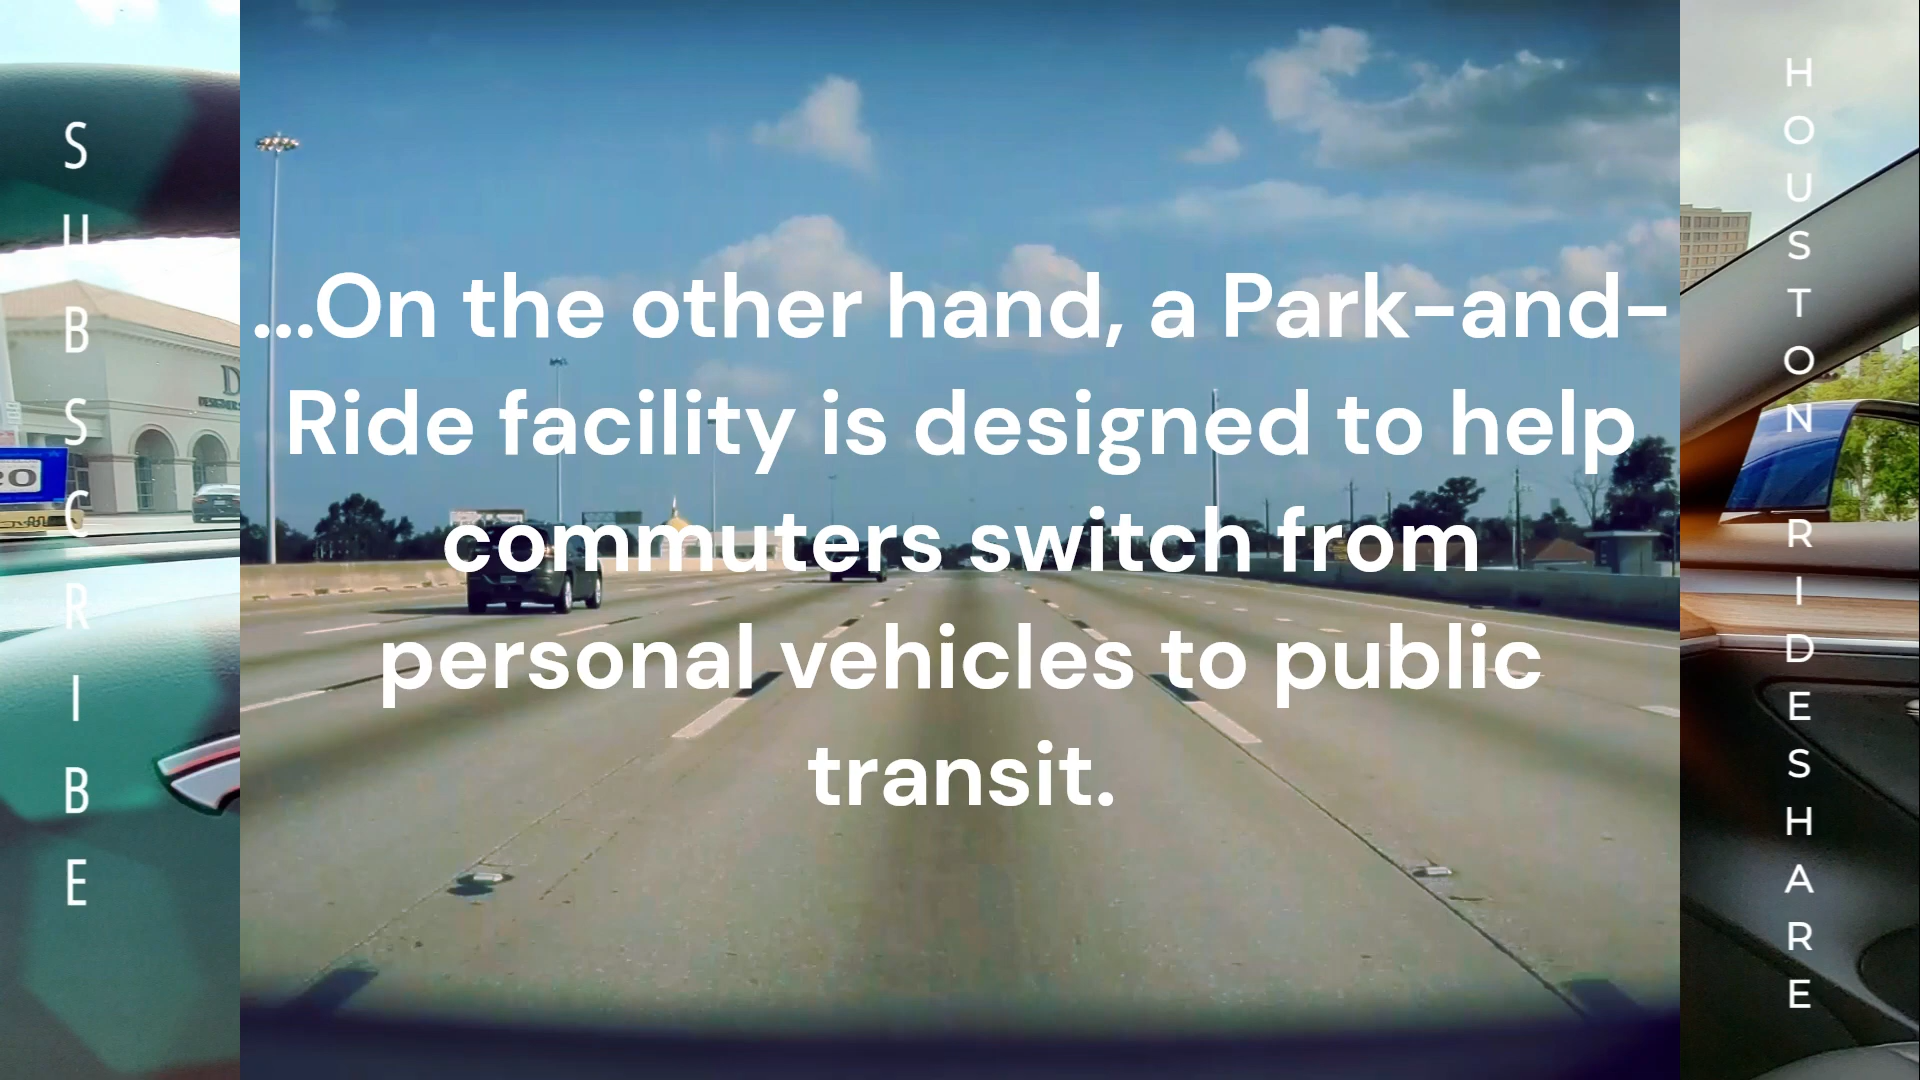 SUBSCRIBE
...On the other hand, a Park-and-
Ride facility is designed to help
commuters switch from
personal vehicles to public
transit.
HOUSTON RIDESHARE